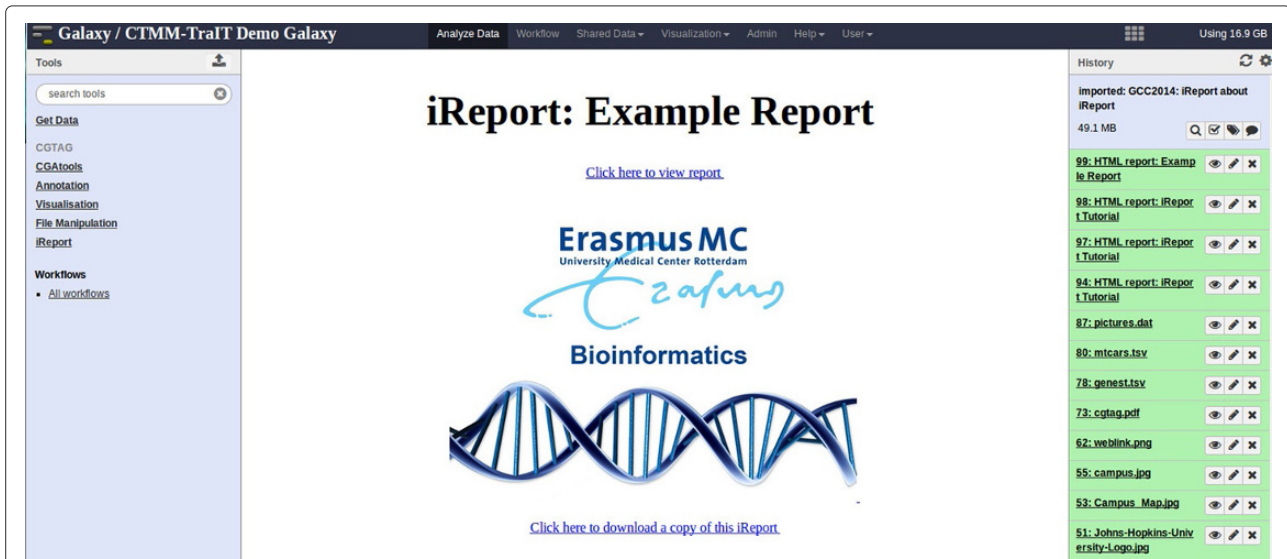 Galaxy / CTMM-TraIT Demo Galaxy
Analyze Data Workflow Shared Data Visualization Admin Help User
Using 16.9 GB
Tools
search tools
Get Data
CGTAG
CGAtools
Annotation
Visualisation
File Manipulation
iReport
Workflows
All workflows
iReport: Example Report
Click here to view report
Erasmus MC
University Medical Center Rotterdam
Erasmus
Bioinformatics
Click here to download a copy of this iReport
History
imported: GCC2014: iReport about
iReport
49.1 MB
99: HTML report: Examp
le Report
98: HTML report: iRepor
t Tutorial
97: HTML report: iRepor
t Tutorial
94: HTML report: iRepor
t Tutorial
87: pictures.dat
80: mtcars.tsv
78: genest.tsv
73: cgtag.pdf
62: weblink.png
55: campus.jpg
53: Campus_Map.jpg
51: Johns-Hopkins-Univ
ersity-Logo.jpg